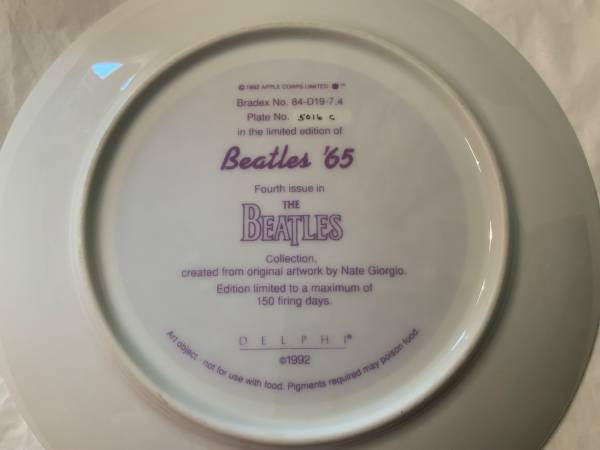 © 1992 APPLE CORPS LIMITED ™
Bradex No. 84-D19-7.4
Plate No. 5016 C
in the limited edition of
Beatles '65
Fourth issue in
THE
BEATLES
Collection,
created from original artwork by Nate Giorgio.
Edition limited to a maximum of
150 firing days.
DELPHI®
©1992
Art object - not for use with food. Pigments required may poison food.